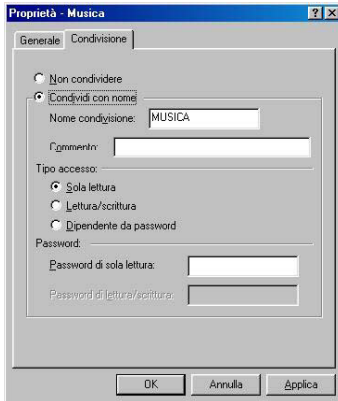 Proprietà - Musica
Generale Condivisione
Non condividere
Condividi con nome
Nome condivisione: MUSICA
Commento:
Tipo accesso:
Sola lettura
Lettura/scrittura
Dipendente da password
Password:
Password di sola lettura:
Password di lettura/scrittura:
OK Annulla Applica